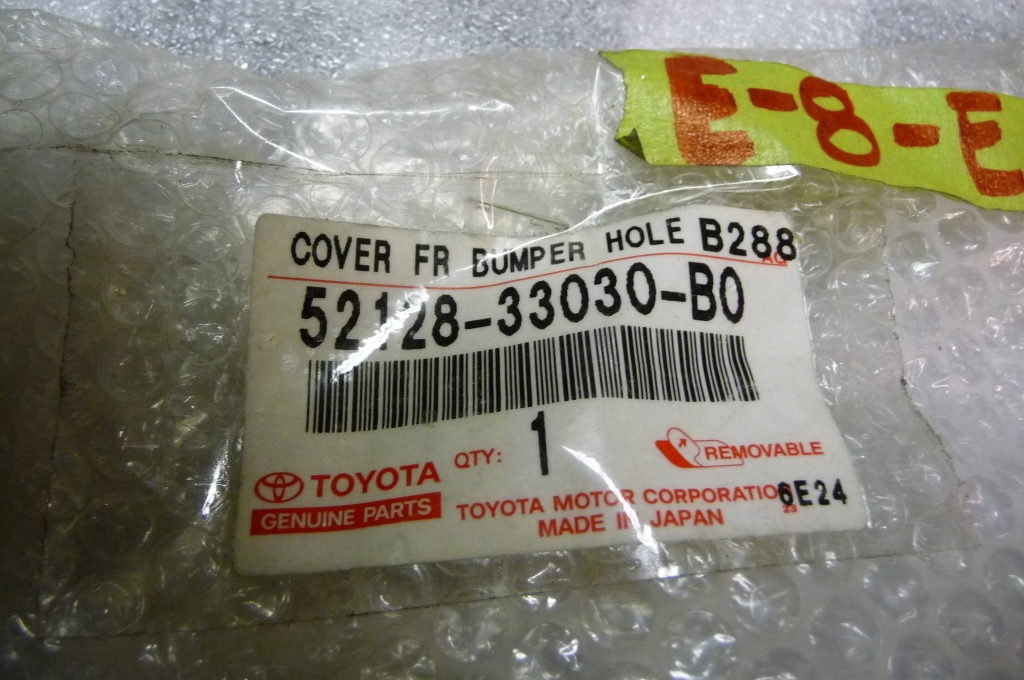 E-8-E
COVER FR BUMPER HOLE B288
52128-33030-B0
QTY: 1
REMOVABLE
TOYOTA
GENUINE PARTS
TOYOTA MOTOR CORPORATIO 6E24
MADE IN JAPAN